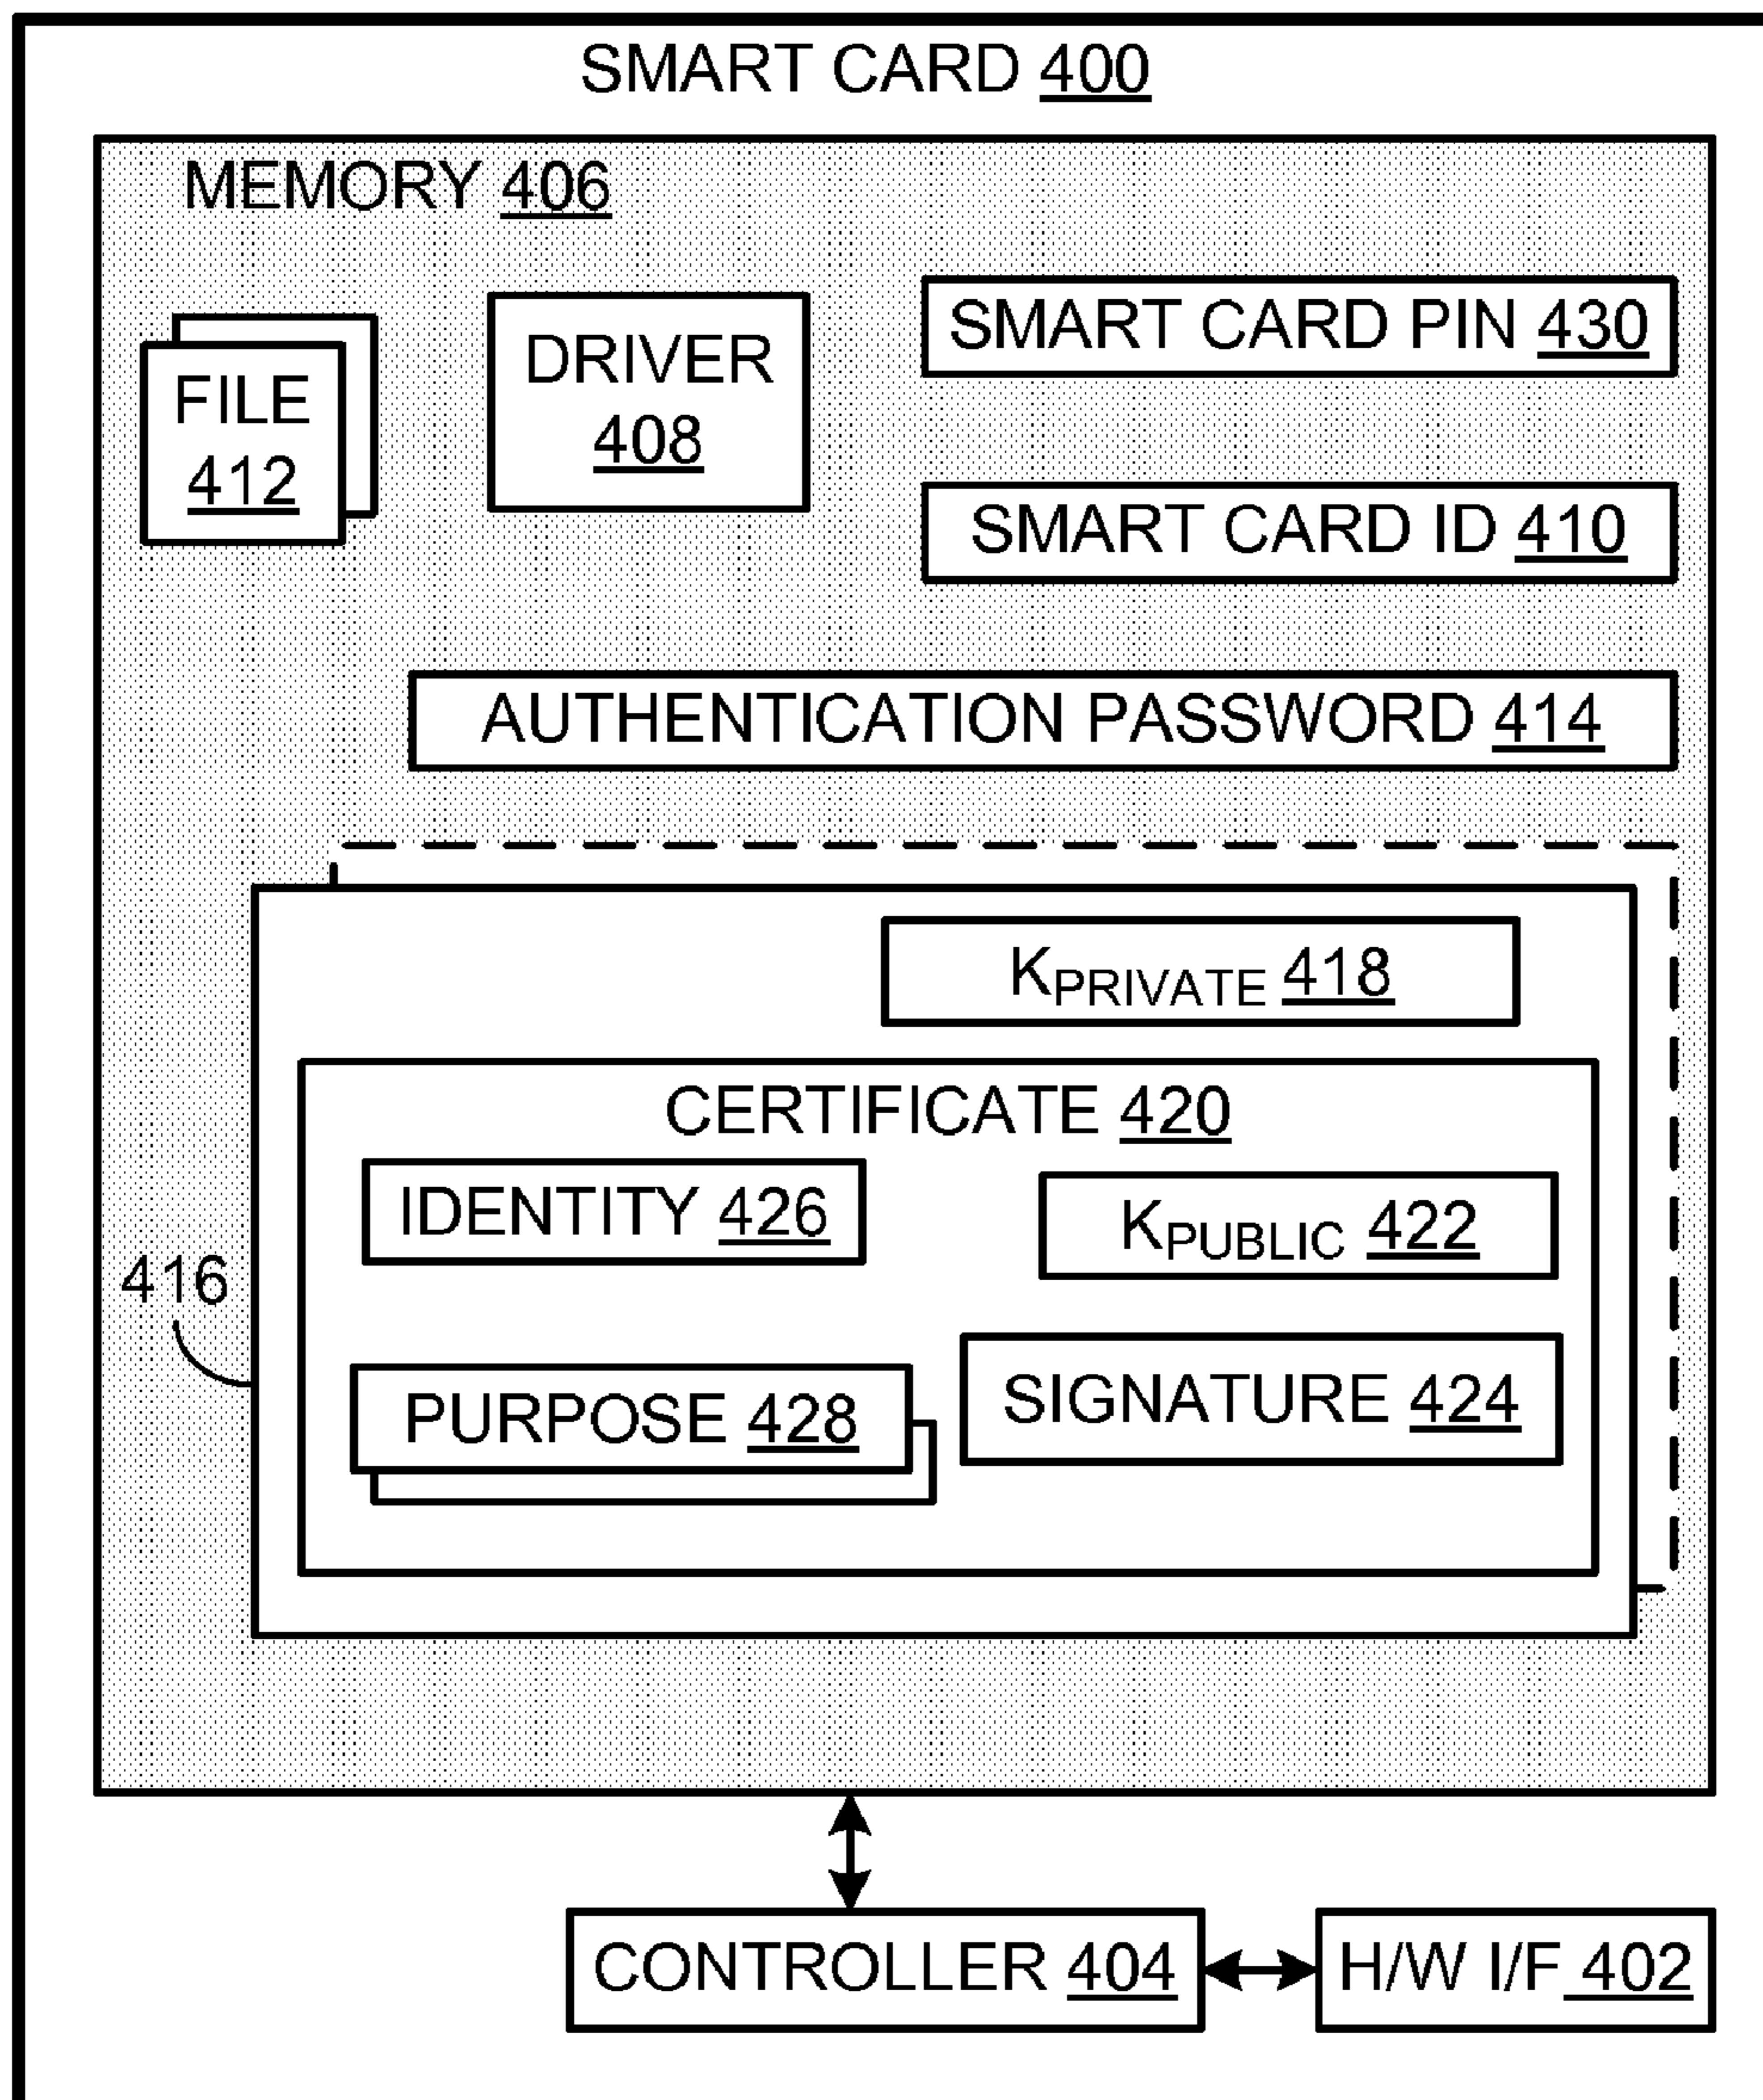 SMART CARD 400
MEMORY 406
SMART CARD PIN 430
DRIVER
408
FILE
412
SMART CARD ID 410
AUTHENTICATION PASSWORD 414
KPRIVATE 418
CERTIFICATE 420
IDENTITY 426
KPUBLIC 422
416
PURPOSE 428
SIGNATURE 424
CONTROLLER 404
H/W I/F 402